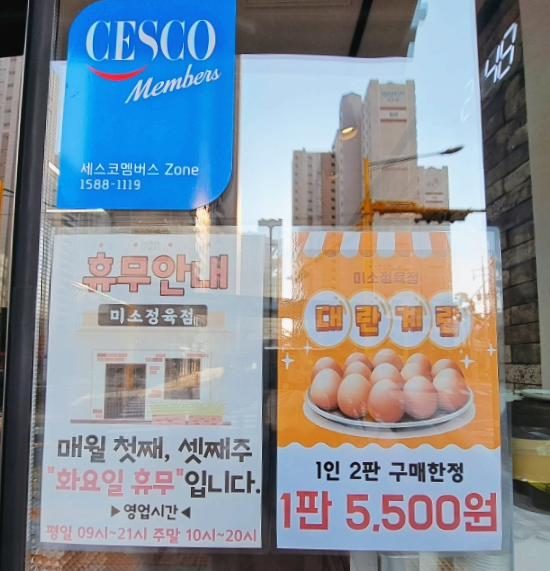 CESCO
Members
세스코멤버스 Zone
1588-1119
휴무안내
미소정육점
매월 첫째, 셋째주
"화요일 휴무"입니다.
▶영업시간◀
평일 09시~21시 주말 10시~20시
미소정육점
대란계란
1인 2판 구매한정
1판 5,500원